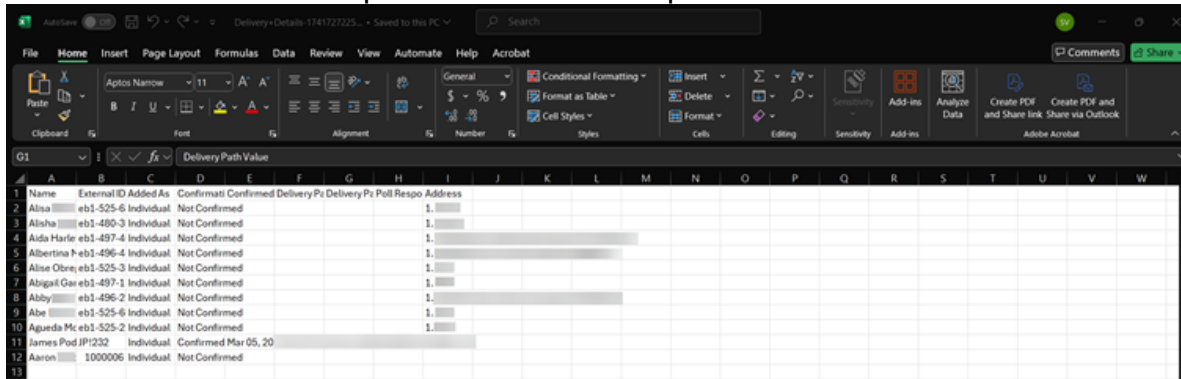 AutoSave Off Delivery+Details-1741727225... • Saved to this PC Search SV
File Home Insert Page Layout Formulas Data Review View Automate Help Acrobat Comments Share
Paste Aptos Narrow 11 A A General Conditional Formatting Insert Sensitivity Add-ins Analyze Data Create PDF and Share link Create PDF and Share via Outlook
B I U A $ % 9 Format as Table Delete
Cell Styles Format
Clipboard Font Alignment Number Styles Cells Editing Sensitivity Add-ins Adobe Acrobat
G1 fx Delivery Path Value
A B C D E F G H I J K L M N O P Q R S T U V W
1 Name External ID Added As Confirmati Confirmed Delivery Pa Delivery Pa Poll Respo Address
2 Alisa eb1-525-6 Individual Not Confirmed 1.
3 Alisha eb1-480-3 Individual Not Confirmed 1.
4 Aida Harle eb1-497-4 Individual Not Confirmed 1.
5 Albertina eb1-496-4 Individual Not Confirmed 1.
6 Alise Obre eb1-525-3 Individual Not Confirmed 1.
7 Abigail Gar eb1-497-1 Individual Not Confirmed 1.
8 Abby eb1-496-2 Individual Not Confirmed 1.
9 Abe eb1-525-6 Individual Not Confirmed 1.
10 Agueda Mc eb1-525-2 Individual Not Confirmed 1.
11 James Pod JP!232 Individual Confirmed Mar 05, 20
12 Aaron 1000006 Individual Not Confirmed
13